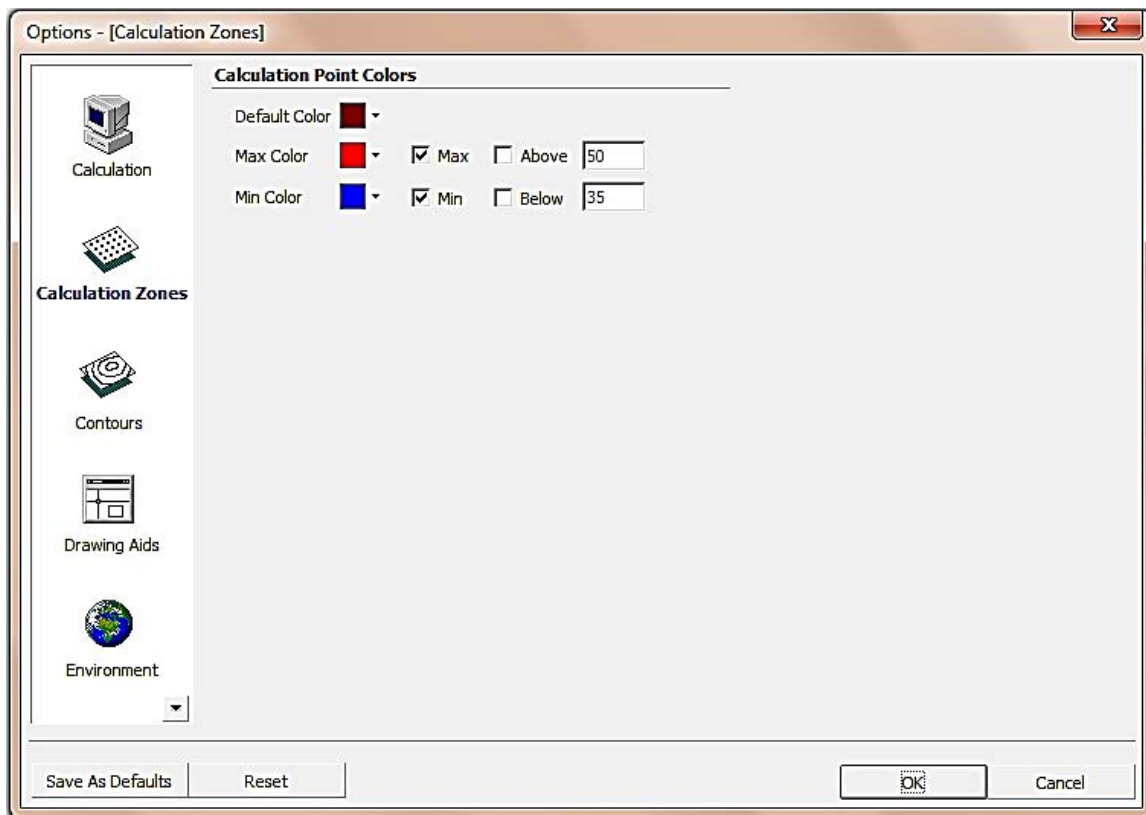 Options - [Calculation Zones]
Calculation
Calculation Zones
Contours
Drawing Aids
Environment
Calculation Point Colors
Default Color
Max Color Max Above 50
Min Color Min Below 35
Save As Defaults Reset OK Cancel